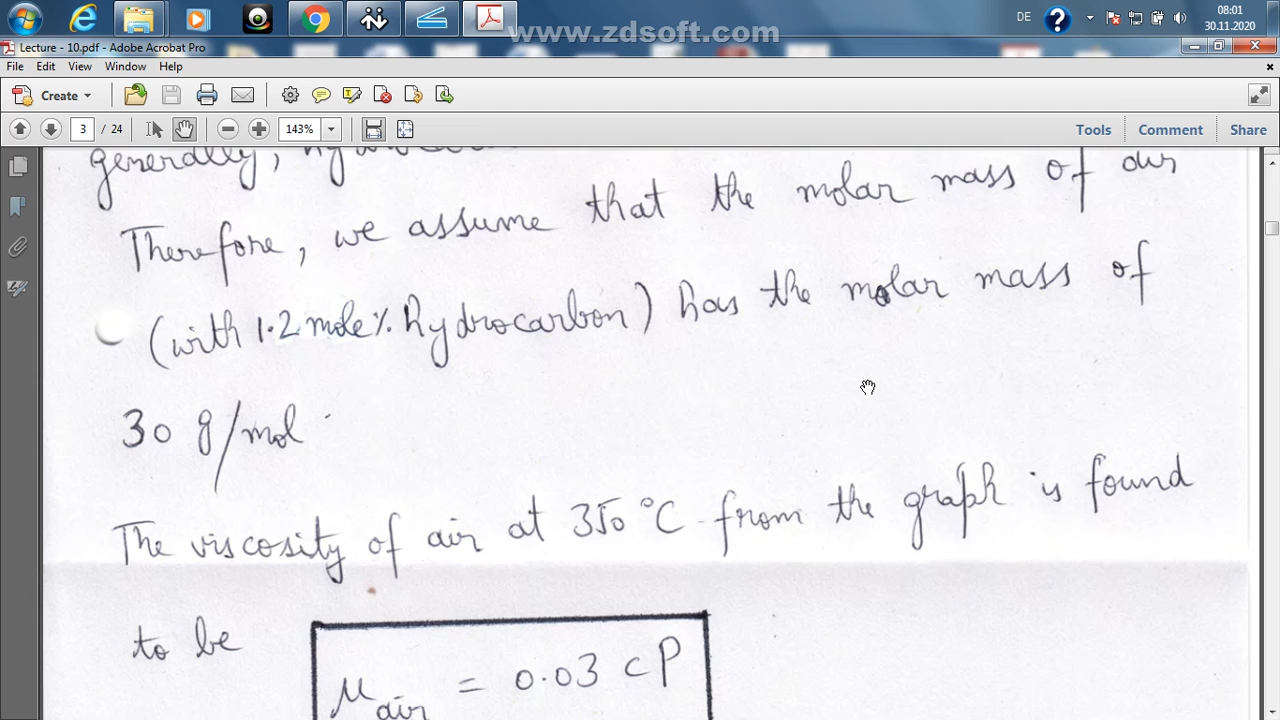 DE
08:01
30.11.2020
www.zdsoft.com
Lecture - 10.pdf - Adobe Acrobat Pro
File Edit View Window Help
Create
3 / 24
143%
Tools Comment Share
generally,
Therefore, we assume that the molar mass of air
(with 1.2 mole % hydrocarbon) has the molar mass of
30 g/mol.
The viscosity of air at 350 °C from the graph is found
to be
μair = 0.03 cP